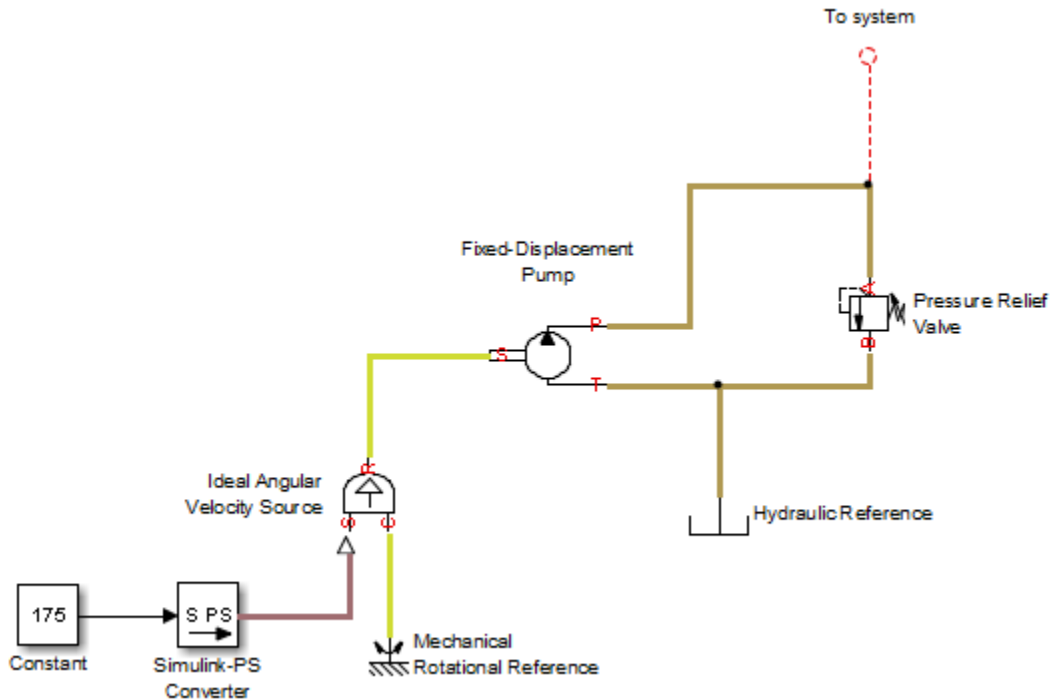 To system
Fixed-Displacement
Pump
A
Pressure Relief
Valve
P
B
S
T
R
Ideal Angular
Velocity Source
S
C
Hydraulic Reference
175
S PS
Constant
Simulink-PS
Converter
Mechanical
Rotational Reference